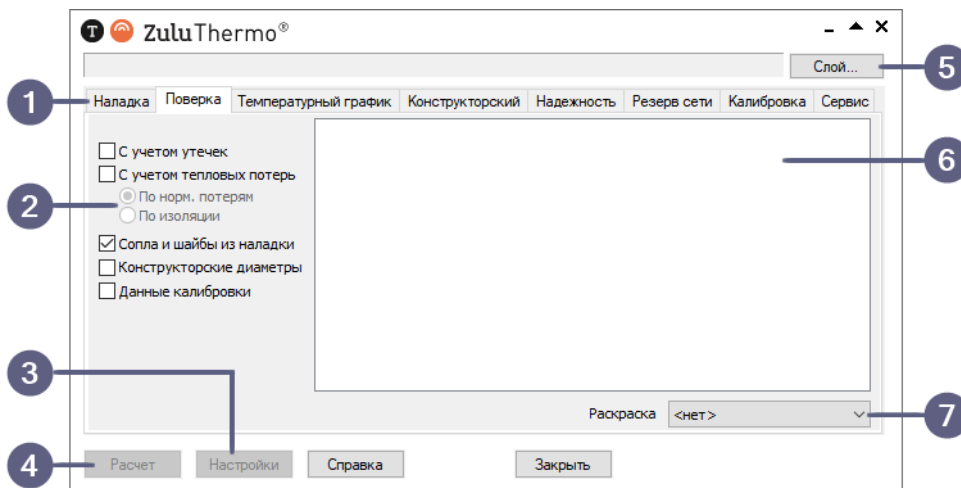 T ZuluThermo®
Слой... 5
1 Наладка Поверка Температурный график Конструкторский Надежность Резерв сети Калибровка Сервис
С учетом утечек
С учетом тепловых потерь 6
2 По норм. потерям
По изоляции
Сопла и шайбы из наладки
Конструкторские диаметры
Данные калибровки
3
Раскраска <нет> 7
4 Расчет Настройки Справка Закрыть